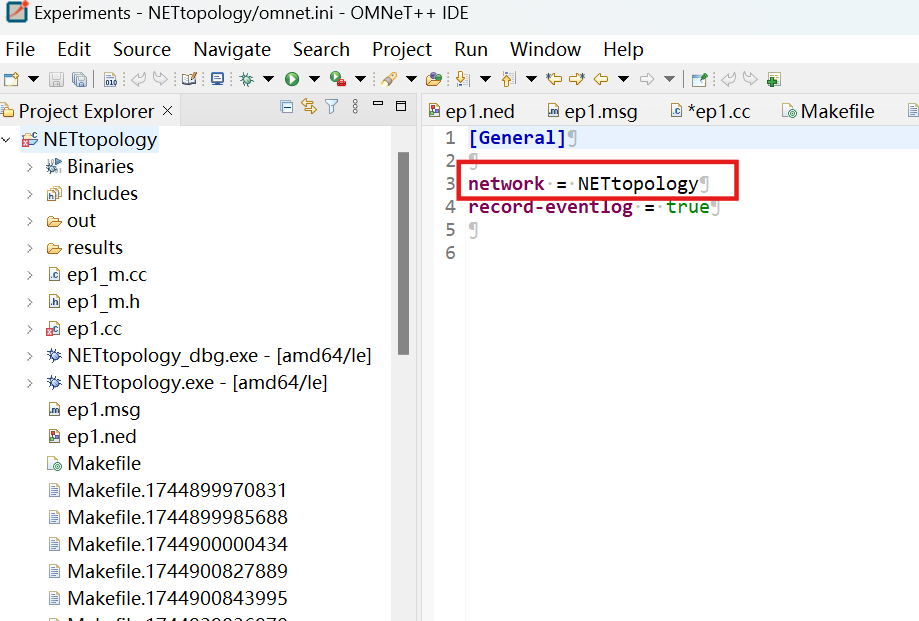 Experiments - NETtopology/omnet.ini - OMNeT++ IDE
File Edit Source Navigate Search Project Run Window Help
Project Explorer
ep1.ned ep1.msg *ep1.cc Makefile
NETtopology
Binaries
Includes
out
results
ep1_m.cc
ep1_m.h
ep1.cc
NETtopology_dbg.exe - [amd64/le]
NETtopology.exe - [amd64/le]
ep1.msg
ep1.ned
Makefile
Makefile.1744899970831
Makefile.1744899985688
Makefile.1744900000434
Makefile.1744900827889
Makefile.1744900843995
1 [General]¶
2 ¶
3 network·=·NETtopology¶
4 record-eventlog·=·true¶
5 ¶
6